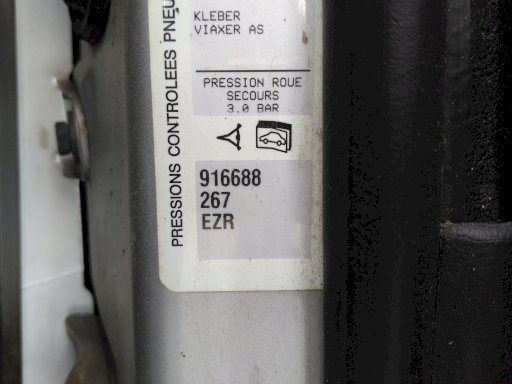 KLEBER
VIAXER AS
PRESSION ROUE
SECOURS
3.0 BAR
916688
267
EZR
PRESSIONS CONTROLEES PNEU